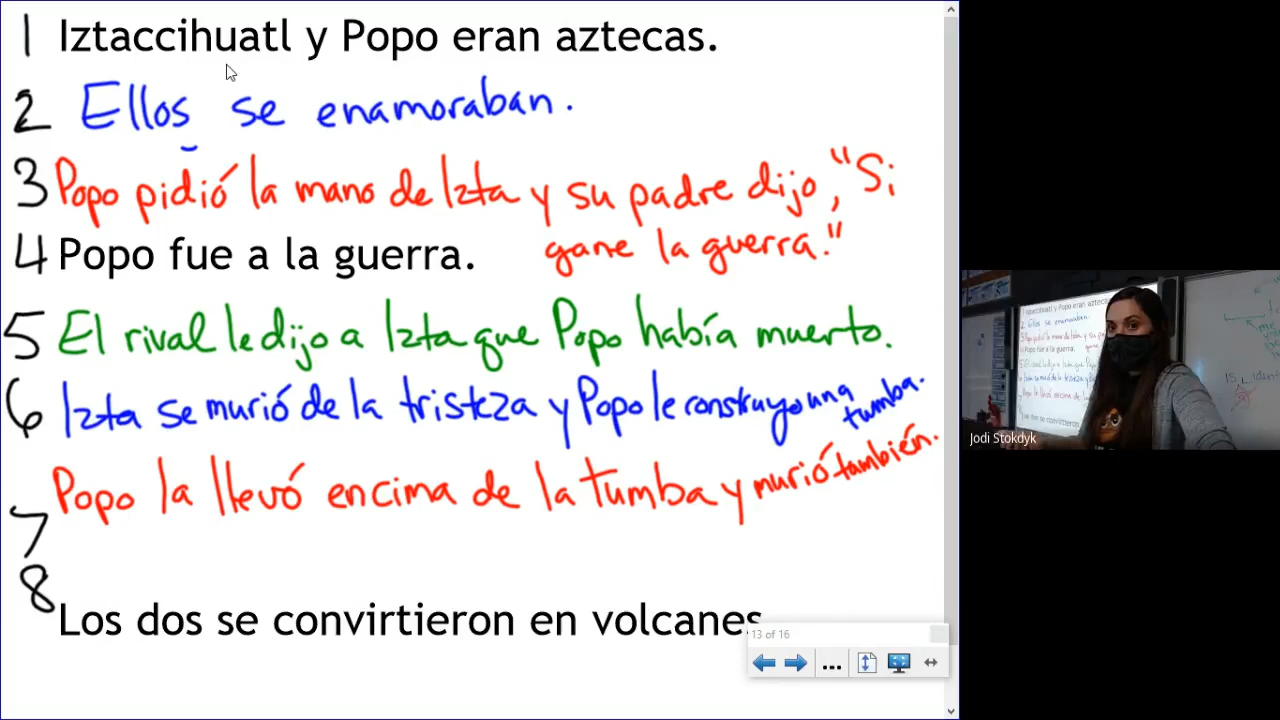 1 Iztaccihuatl y Popo eran aztecas.
2 Ellos se enamoraban.
3 Popo pidió la mano de Izta y su padre dijo, "Si
gane la guerra."
4 Popo fue a la guerra.
5 El rival le dijo a Izta que Popo había muerto.
6 Izta se murió de la tristeza y Popo le construyo una
tumba.
7 Popo la llevó encima de la tumba y murió también.
8 Los dos se convirtieron en volcanes
13 of 16
Jodi Stokdyk